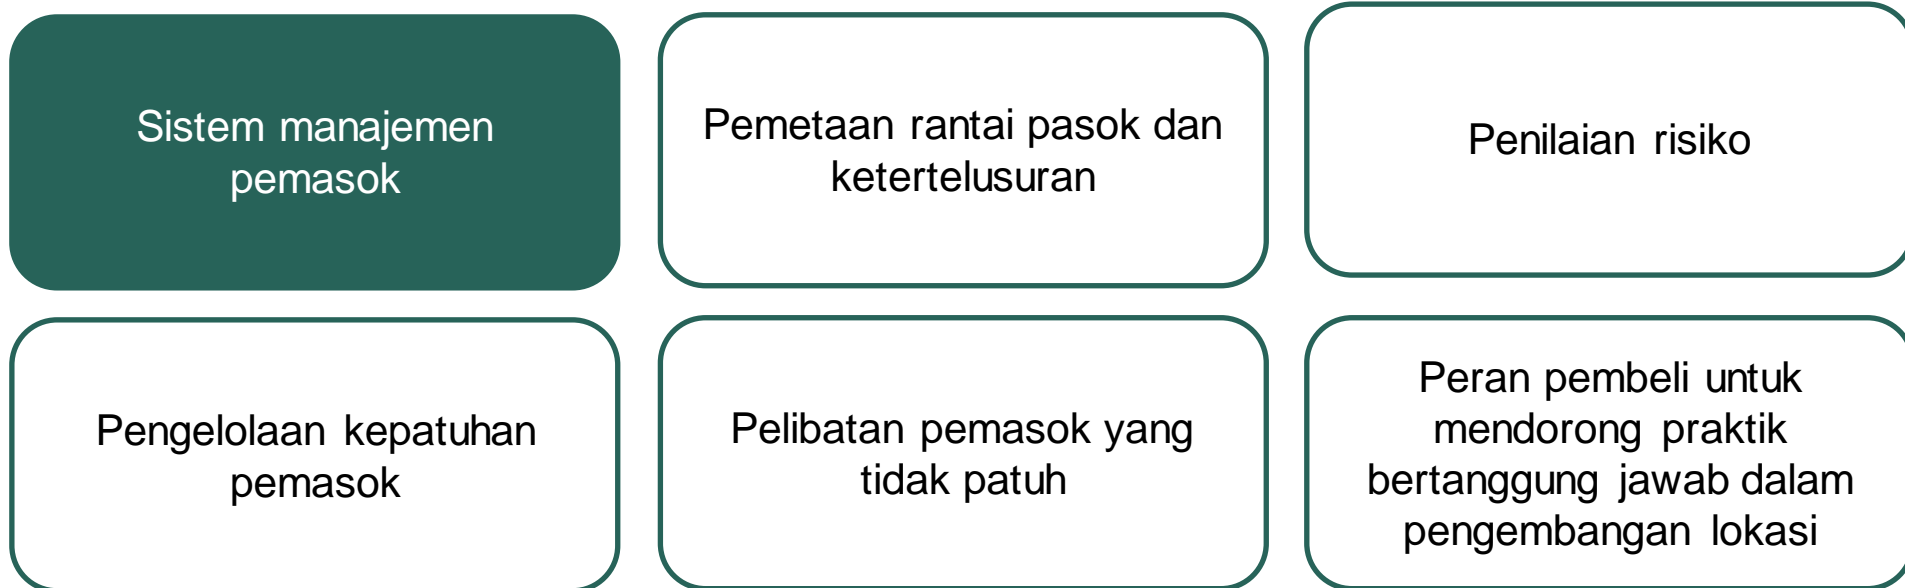 Sistem manajemen
pemasok
Pemetaan rantai pasok dan
ketertelusuran
Penilaian risiko
Pengelolaan kepatuhan
pemasok
Pelibatan pemasok yang
tidak patuh
Peran pembeli untuk
mendorong praktik
bertanggung jawab dalam
pengembangan lokasi